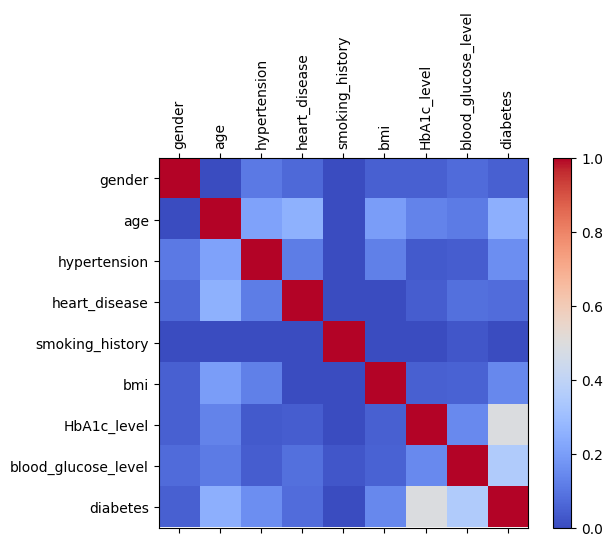 gender
age
hypertension
heart_disease
smoking_history
bmi
HbA1c_level
blood_glucose_level
diabetes
gender
age
hypertension
heart_disease
smoking_history
bmi
HbA1c_level
blood_glucose_level
diabetes
1.0
0.8
0.6
0.4
0.2
0.0